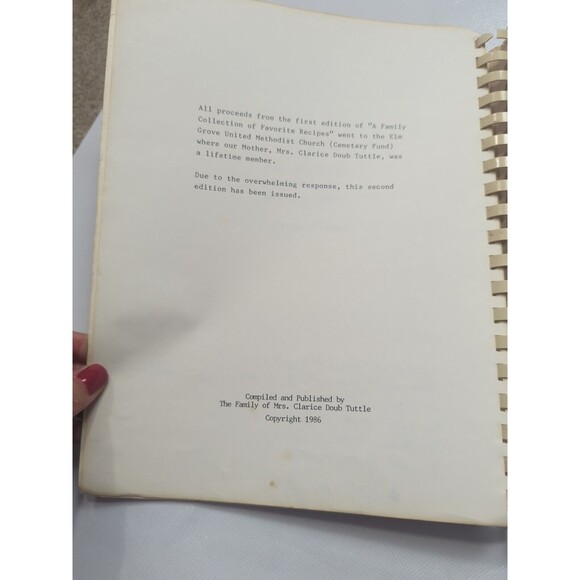 All proceeds from the first edition of "A Family
Collection of Favorite Recipes" went to the Elm
Grove United Methodist Church (Cemetary Fund)
where our Mother, Mrs. Clarice Doub Tuttle, was
a lifetime member.
Due to the overwhelming response, this second
edition has been issued.
Compiled and Published by
The Family of Mrs. Clarice Doub Tuttle
Copyright 1986